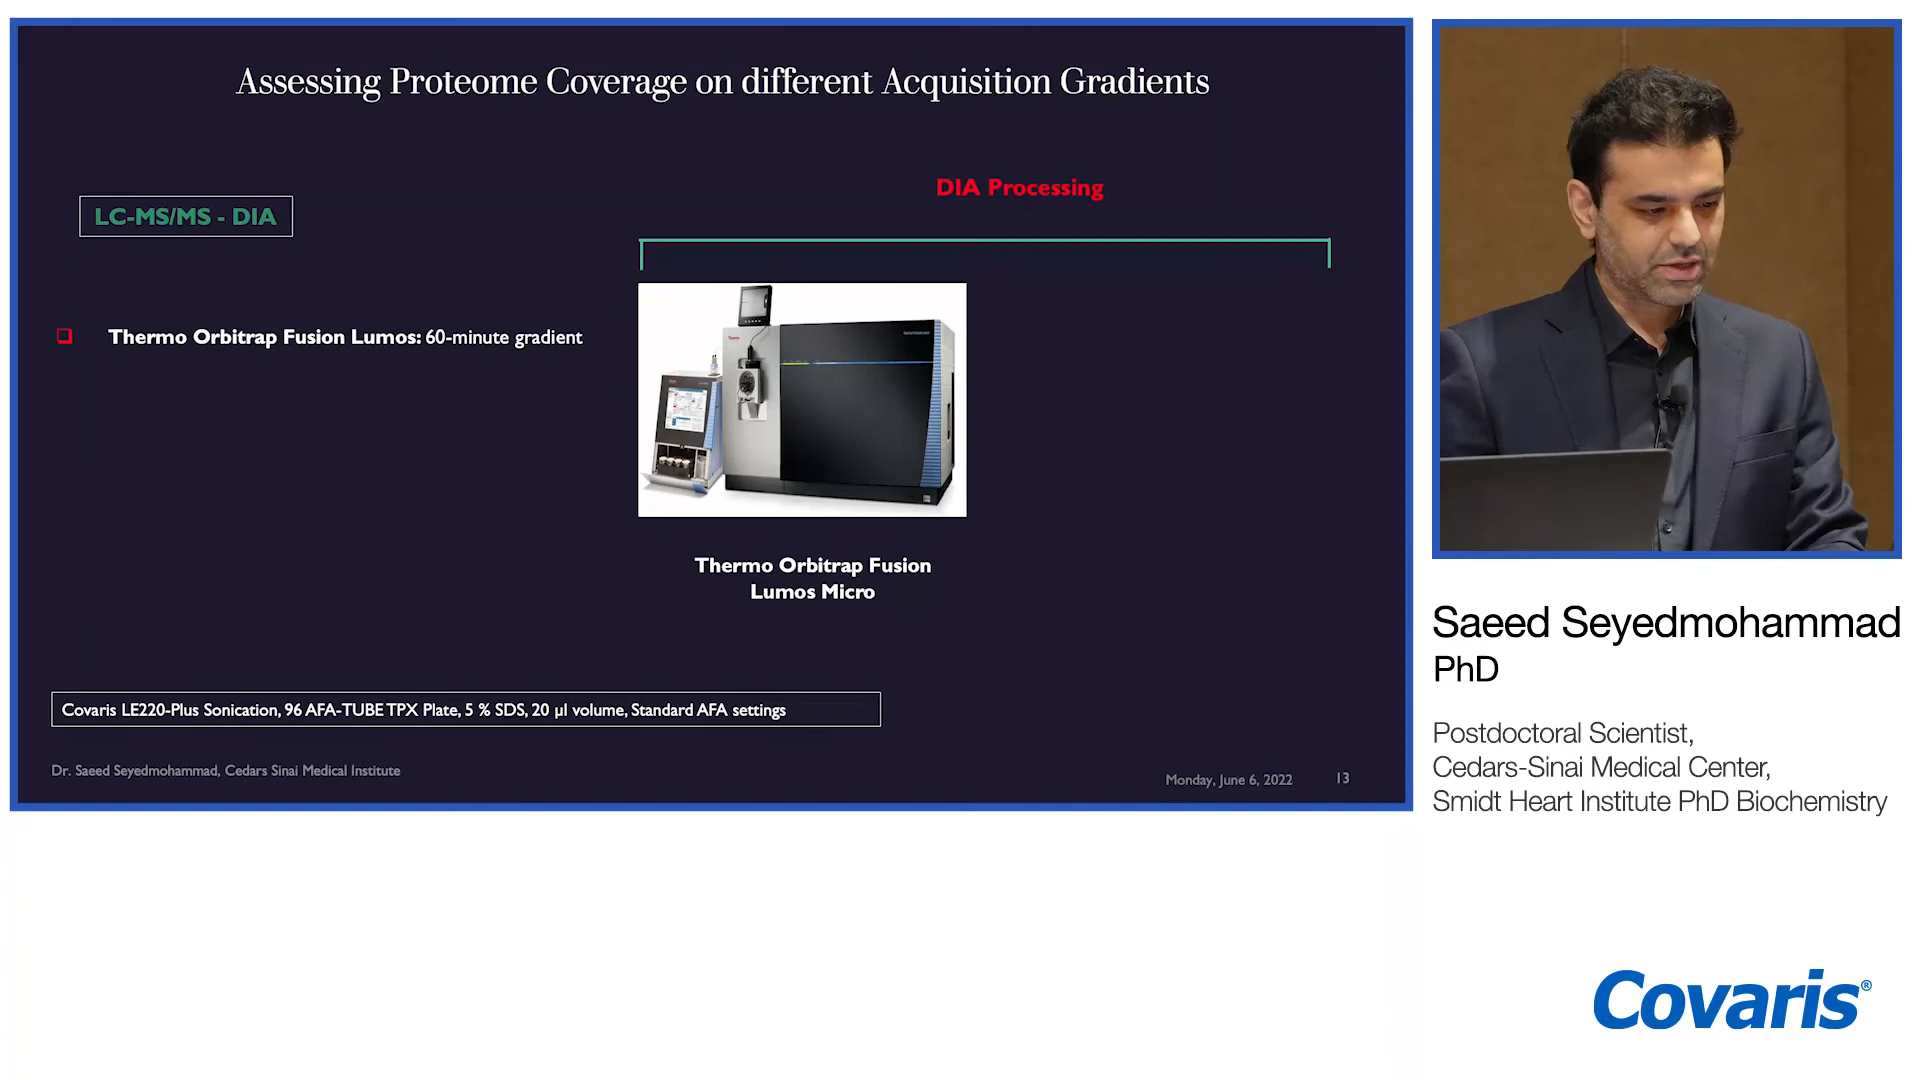 Assessing Proteome Coverage on different Acquisition Gradients
DIA Processing
LC-MS/MS - DIA
Thermo Orbitrap Fusion Lumos: 60-minute gradient
Thermo Orbitrap Fusion
Lumos Micro
Covaris LE220-Plus Sonication, 96 AFA-TUBE TPX Plate, 5 % SDS, 20 µl volume, Standard AFA settings
Dr. Saeed Seyedmohammad, Cedars Sinai Medical Institute
Monday, June 6, 2022
13
Saeed Seyedmohammad
PhD
Postdoctoral Scientist,
Cedars-Sinai Medical Center,
Smidt Heart Institute PhD Biochemistry
Covaris®